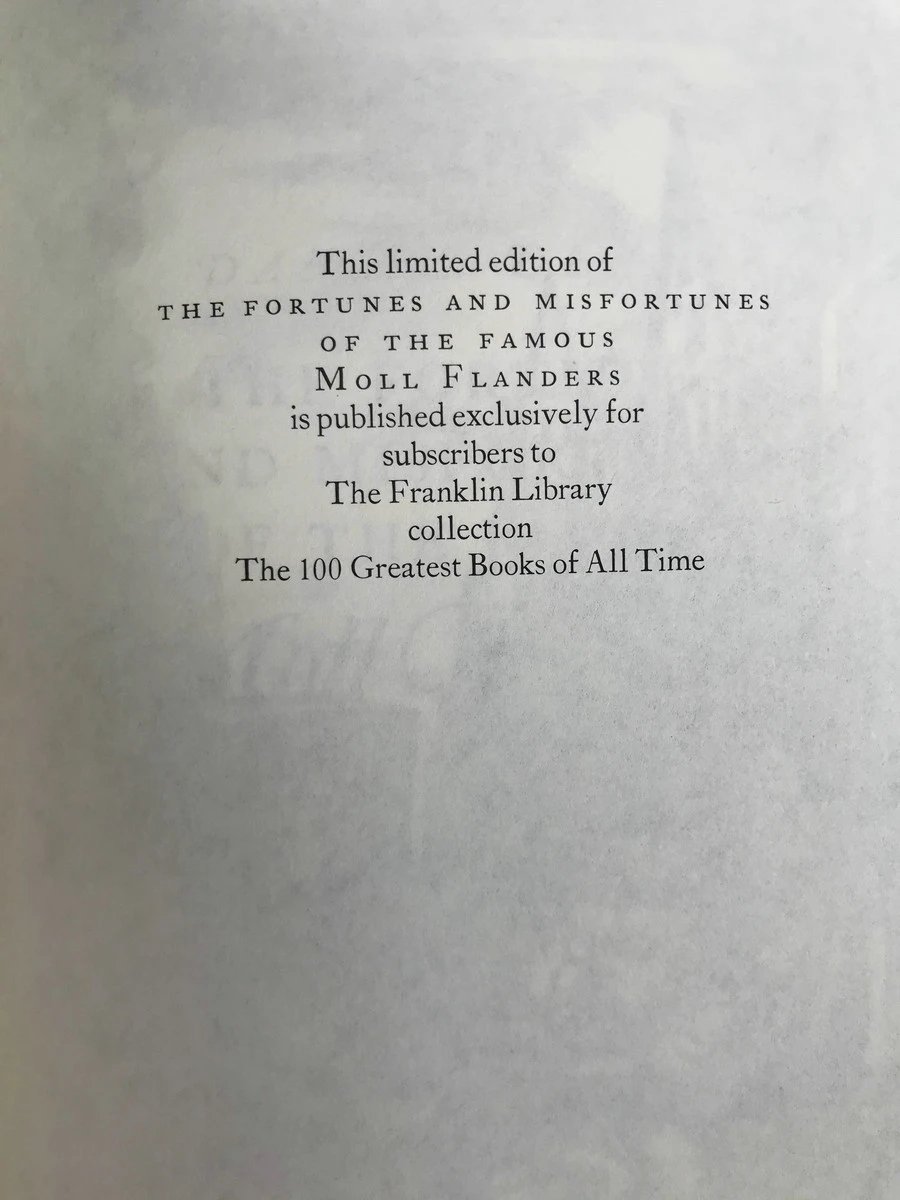 This limited edition of
THE FORTUNES AND MISFORTUNES
OF THE FAMOUS
MOLL FLANDERS
is published exclusively for
subscribers to
The Franklin Library
collection
The 100 Greatest Books of All Time